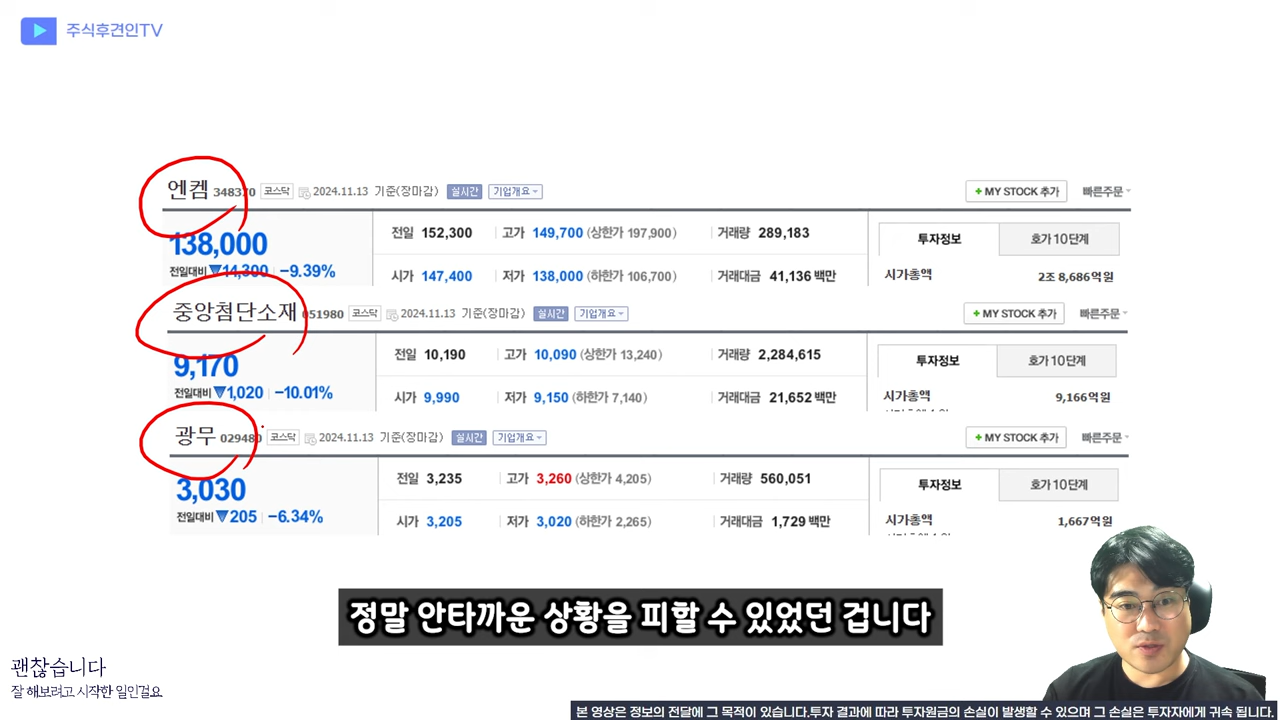 주식후견인TV
엔켐 348370 코스닥 2024.11.13 기준(장마감) 실시간 기업개요 + MY STOCK 추가 빠른주문
138,000 전일 152,300 고가 149,700 (상한가 197,900) 거래량 289,183 투자정보 호가 10단계
전일대비 ▼14,300 -9.39% 시가 147,400 저가 138,000 (하한가 106,700) 거래대금 41,136 백만 시가총액 2조 8,686억원
중앙첨단소재 051980 코스닥 2024.11.13 기준(장마감) 실시간 기업개요 + MY STOCK 추가 빠른주문
9,170 전일 10,190 고가 10,090 (상한가 13,240) 거래량 2,284,615 투자정보 호가 10단계
전일대비 ▼1,020 -10.01% 시가 9,990 저가 9,150 (하한가 7,140) 거래대금 21,652 백만 시가총액 9,166억원
광무 029480 코스닥 2024.11.13 기준(장마감) 실시간 기업개요 + MY STOCK 추가 빠른주문
3,030 전일 3,235 고가 3,260 (상한가 4,205) 거래량 560,051 투자정보 호가 10단계
전일대비 ▼205 -6.34% 시가 3,205 저가 3,020 (하한가 2,265) 거래대금 1,729 백만 시가총액 1,667억원
정말 안타까운 상황을 피할 수 있었던 겁니다
괜찮습니다
잘 해보려고 시작한 일인걸요
본 영상은 정보의 전달에 그 목적이 있습니다.투자 결과에 따라 투자원금의 손실이 발생할 수 있으며 그 손실은 투자자에게 귀속 됩니다.